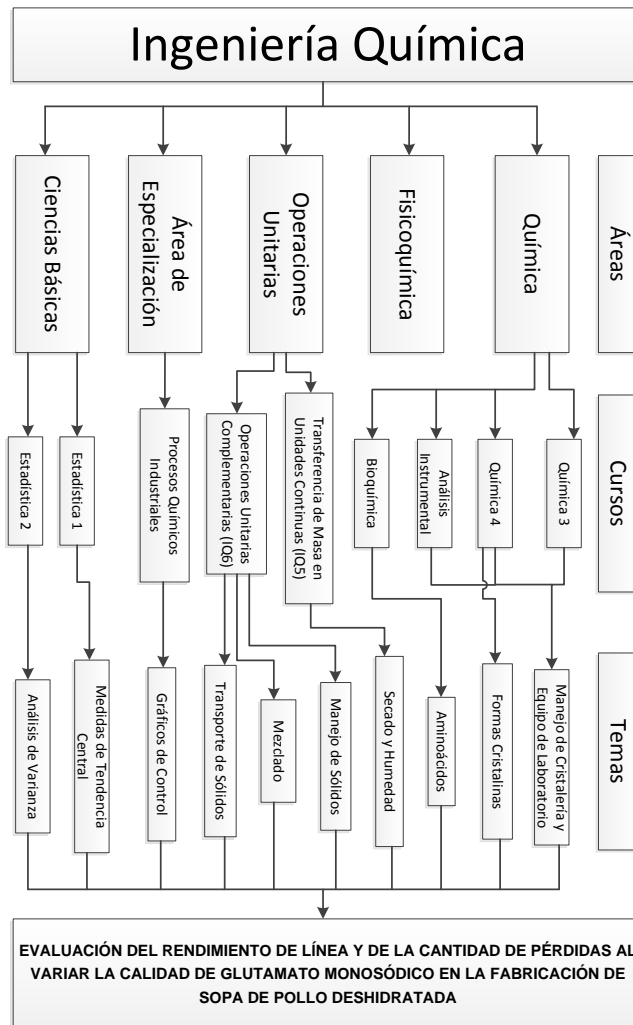 Ingeniería Química
Áreas
Química
Fisicoquímica
Operaciones
Unitarias
Área de
Especialización
Ciencias Básicas
Cursos
Química 3
Química 4
Análisis
Instrumental
Bioquímica
Transferencia de Masa en
Unidades Continuas (IQ5)
Operaciones Unitarias
Complementarias (IQ6)
Procesos Químicos
Industriales
Estadística 1
Estadística 2
Temas
Manejo de Cristalería y
Equipo de Laboratorio
Formas Cristalinas
Aminoácidos
Secado y Humedad
Manejo de Sólidos
Mezclado
Transporte de Sólidos
Gráficos de Control
Medidas de Tendencia
Central
Análisis de Varianza
EVALUACIÓN DEL RENDIMIENTO DE LÍNEA Y DE LA CANTIDAD DE PÉRDIDAS AL
VARIAR LA CALIDAD DE GLUTAMATO MONOSÓDICO EN LA FABRICACIÓN DE
SOPA DE POLLO DESHIDRATADA